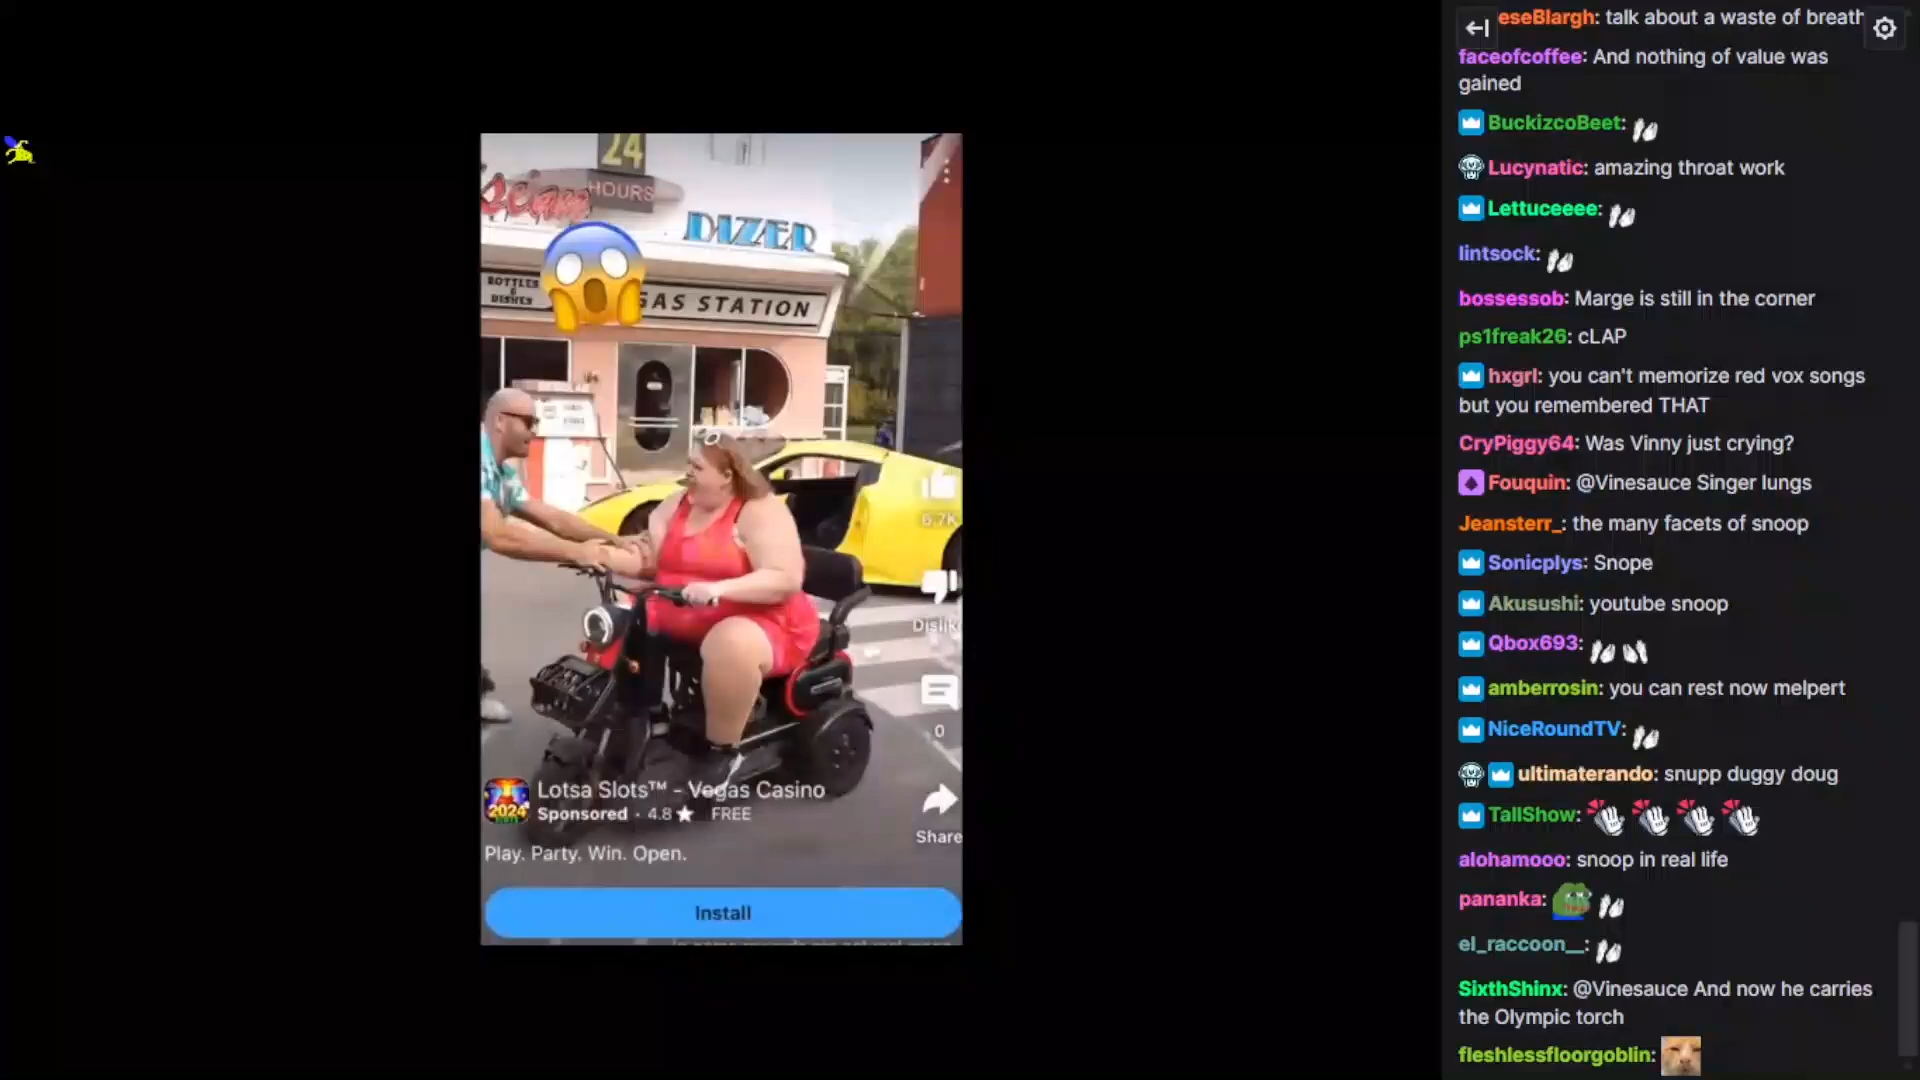 eseBlargh: talk about a waste of breath
faceofcoffee: And nothing of value was
gained
BuckizcoBeet:
Lucynatic: amazing throat work
Lettuceeee:
lintsock:
bossessob: Marge is still in the corner
ps1freak26: cLAP
hxgrl: you can't memorize red vox songs
but you remembered THAT
CryPiggy64: Was Vinny just crying?
Fouquin: @Vinesauce Singer lungs
Jeansterr_: the many facets of snoop
Sonicplys: Snope
Akusushi: youtube snoop
Qbox693:
amberrosin: you can rest now melpert
NiceRoundTV:
ultimaterando: snupp duggy doug
TallShow:
alohamooo: snoop in real life
pananka:
el_raccoon__:
SixthShinx: @Vinesauce And now he carries
the Olympic torch
fleshlessfloorgoblin:
24
HOURS
DIZER
BOTTLES
&
DISHES
GAS STATION
6.7K
Dislik
0
Share
Lotsa Slots™ - Vegas Casino
2024
Sponsored · 4.8 ★ FREE
Play. Party. Win. Open.
Install